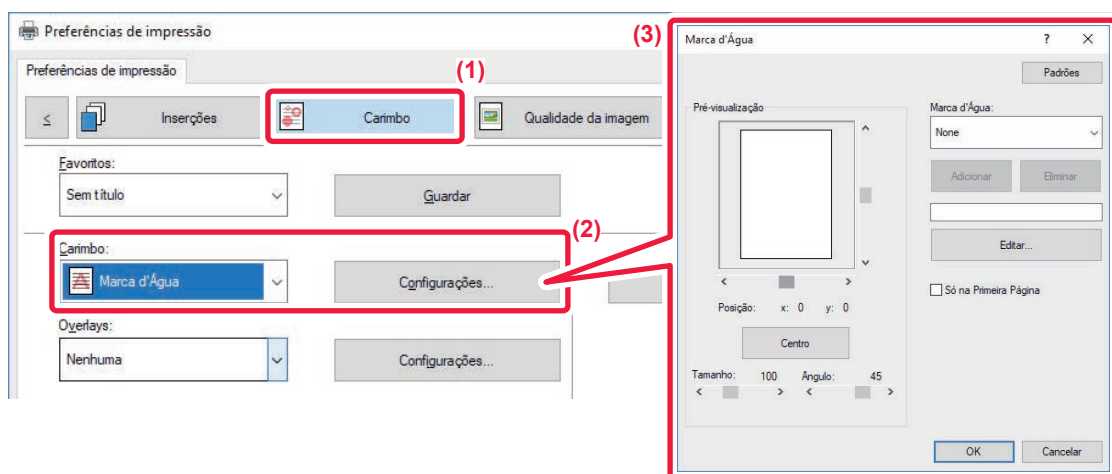 Preferências de impressão
Preferências de impressão
(1)
< Inserções Carimbo Qualidade da imagem
Favoritos:
Sem título Guardar
(2)
Carimbo:
Marca d'Água Configurações...
Overlays:
Nenhuma Configurações...
(3)
Marca d'Água ? X
Padrões
Pré-visualização
Marca d'Água:
None
Adicionar Eliminar
Editar...
Só na Primeira Página
Posição: x: 0 y: 0
Centro
Tamanho: 100 Ângulo: 45
OK Cancelar